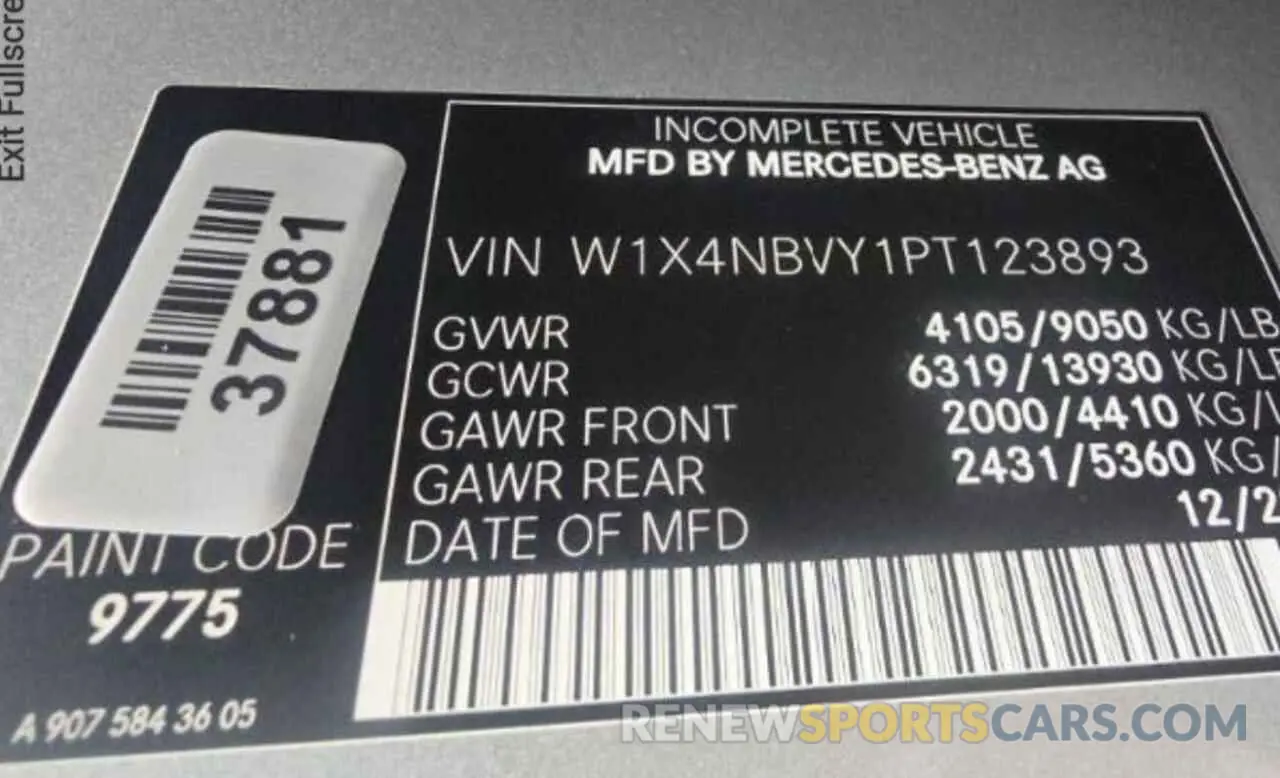 Exit Fullscre
INCOMPLETE VEHICLE
MFD BY MERCEDES-BENZ AG
VIN W1X4NBVY1PT123893
GVWR 4105/9050 KG/LB
GCWR 6319/13930 KG/L
GAWR FRONT 2000/4410 KG/
GAWR REAR 2431/5360 KG/
DATE OF MFD 12/2
37881
PAINT CODE
9775
A 907 584 36 05
RENEWSPORTSCARS.COM